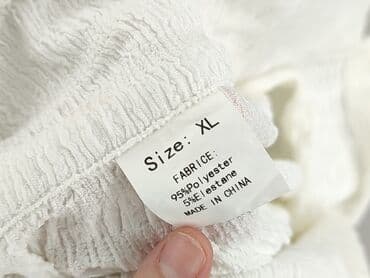 Size: XL
FABRICE:
95%Polyester
5%Elestane
MADE IN CHINA